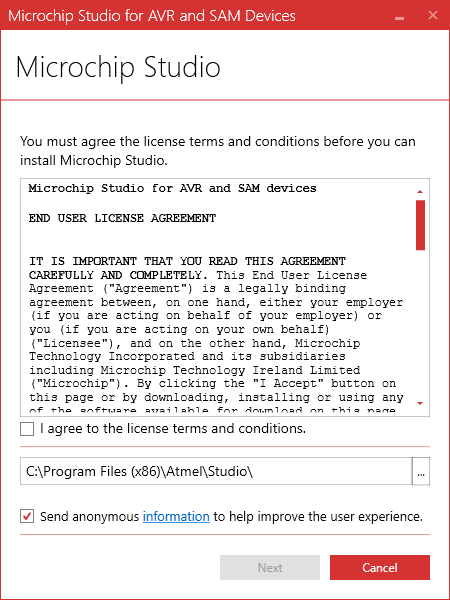 Microchip Studio for AVR and SAM Devices
Microchip Studio
You must agree the license terms and conditions before you can
install Microchip Studio.
Microchip Studio for AVR and SAM devices
END USER LICENSE AGREEMENT
IT IS IMPORTANT THAT YOU READ THIS AGREEMENT
CAREFULLY AND COMPLETELY. This End User License
Agreement ("Agreement") is a legally binding
agreement between, on one hand, either your employer
(if you are acting on behalf of your employer) or
you (if you are acting on your own behalf)
("Licensee"), and on the other hand, Microchip
Technology Incorporated and its subsidiaries
including Microchip Technology Ireland Limited
("Microchip"). By clicking the "I Accept" button on
this page or by downloading, installing or using any
of the software available for download on this page
I agree to the license terms and conditions.
C:\Program Files (x86)\Atmel\Studio\
...
Send anonymous information to help improve the user experience.
Next
Cancel